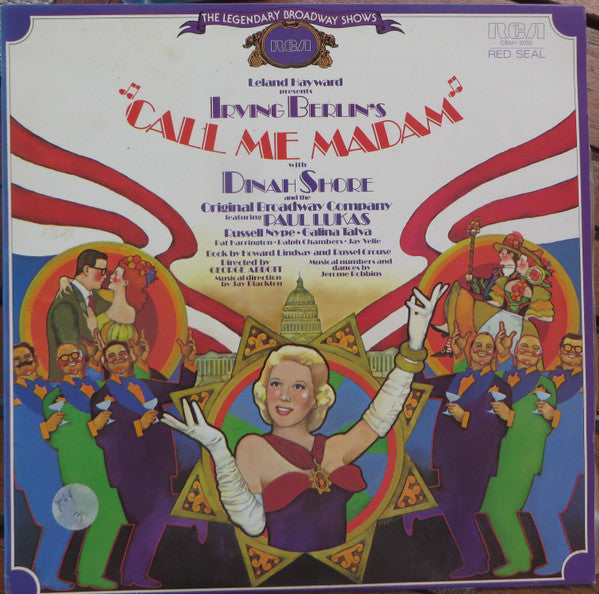 THE LEGENDARY BROADWAY SHOWS
RCA
RCA
CBM1-2032
RED SEAL
Leland Hayward
presents
IRVING BERLIN'S
"CALL ME MADAM"
with
DINAH SHORE
and the
Original Broadway Company
featuring PAUL LUKAS
Russell Nype · Galina Talva
Pat Harrington · Ralph Chambers · Jay Velie
Book by Howard Lindsay and Russel Crouse
Directed by
GEORGE ABBOTT
Musical direction
by Jay Blackton
Musical numbers and
dances by
Jerome Robbins